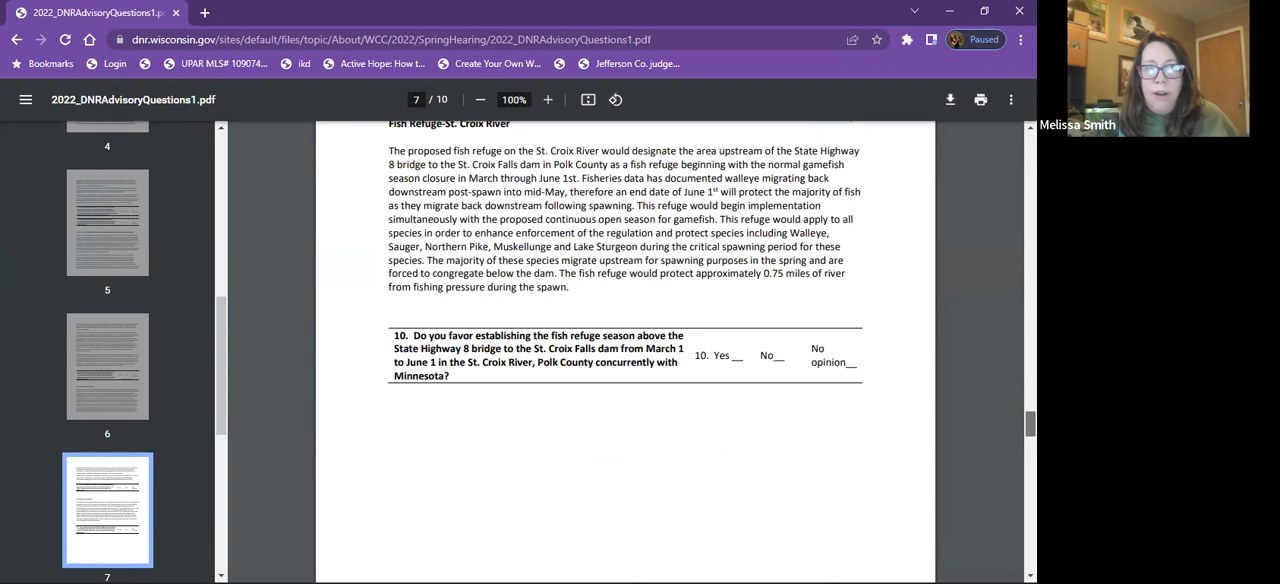 2022_DNRAdvisoryQuestions1.p
dnr.wisconsin.gov/sites/default/files/topic/About/WCC/2022/SpringHearing/2022_DNRAdvisoryQuestions1.pdf
Paused
Bookmarks Login UPAR MLS# 109074... ikd Active Hope: How t... Create Your Own W... Jefferson Co. judge...
2022_DNRAdvisoryQuestions1.pdf
7 / 10
100%
Melissa Smith
4
5
6
7
Fish Refuge-St. Croix River
The proposed fish refuge on the St. Croix River would designate the area upstream of the State Highway
8 bridge to the St. Croix Falls dam in Polk County as a fish refuge beginning with the normal gamefish
season closure in March through June 1st. Fisheries data has documented walleye migrating back
downstream post-spawn into mid-May, therefore an end date of June 1st will protect the majority of fish
as they migrate back downstream following spawning. This refuge would begin implementation
simultaneously with the proposed continuous open season for gamefish. This refuge would apply to all
species in order to enhance enforcement of the regulation and protect species including Walleye,
Sauger, Northern Pike, Muskellunge and Lake Sturgeon during the critical spawning period for these
species. The majority of these species migrate upstream for spawning purposes in the spring and are
forced to congregate below the dam. The fish refuge would protect approximately 0.75 miles of river
from fishing pressure during the spawn.
10. Do you favor establishing the fish refuge season above the
State Highway 8 bridge to the St. Croix Falls dam from March 1
to June 1 in the St. Croix River, Polk County concurrently with
Minnesota?
10. Yes __ No__ No
opinion__